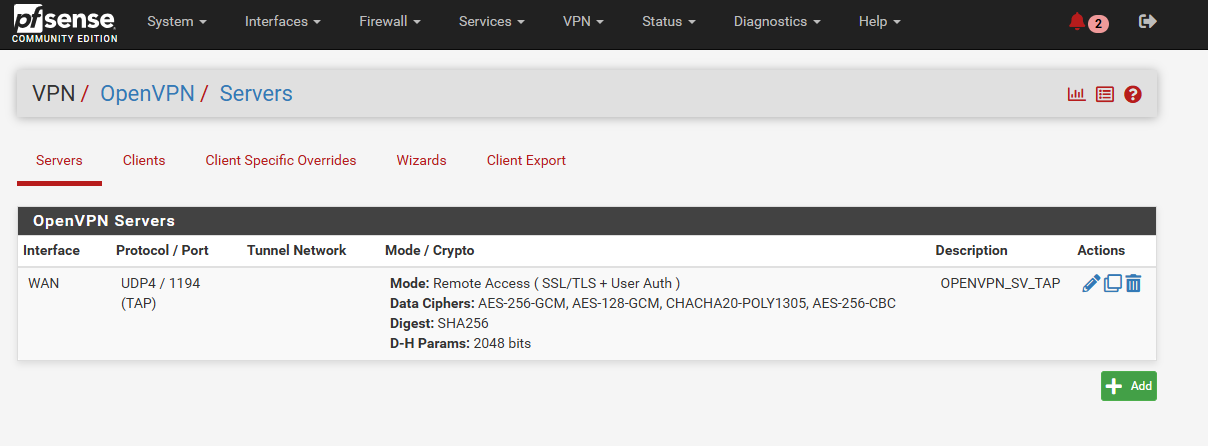 pfsense
COMMUNITY EDITION
System Interfaces Firewall Services VPN Status Diagnostics Help 2
VPN / OpenVPN / Servers
Servers Clients Client Specific Overrides Wizards Client Export
OpenVPN Servers
Interface Protocol / Port Tunnel Network Mode / Crypto Description Actions
WAN UDP4 / 1194 Mode: Remote Access ( SSL/TLS + User Auth ) OPENVPN_SV_TAP
(TAP) Data Ciphers: AES-256-GCM, AES-128-GCM, CHACHA20-POLY1305, AES-256-CBC
Digest: SHA256
D-H Params: 2048 bits
Add